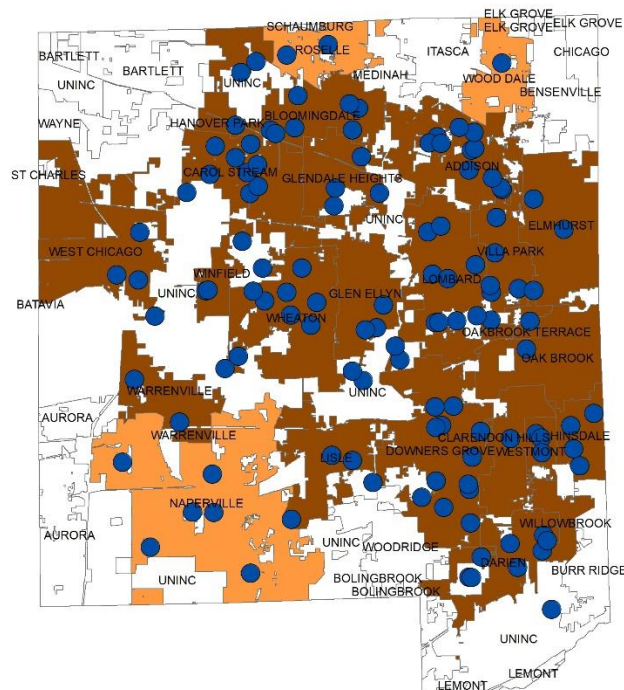 SCHAUMBURG
ELK GROVE
ELK GROVE
ELK GROVE
BARTLETT
ROSELLE
ITASCA
CHICAGO
BARTLETT
UNINC
MEDINAH
UNINC
WOOD DALE
BENSENVILLE
WAYNE
HANOVER PARK
BLOOMINGDALE
ADDISON
ST CHARLES
CAROL STREAM
GLENDALE HEIGHTS
UNINC
ELMHURST
WEST CHICAGO
VILLA PARK
WINFIELD
LOMBARD
BATAVIA
UNINC
GLEN ELLYN
WHEATON
OAKBROOK TERRACE
OAK BROOK
WARRENVILLE
UNINC
AURORA
WARRENVILLE
CLARENDON HILLS
HINSDALE
LISLE
DOWNERS GROVE
WESTMONT
NAPERVILLE
WILLOWBROOK
AURORA
UNINC
WOODRIDGE
DARIEN
UNINC
BOLINGBROOK
BURR RIDGE
BOLINGBROOK
UNINC
LEMONT
LEMONT